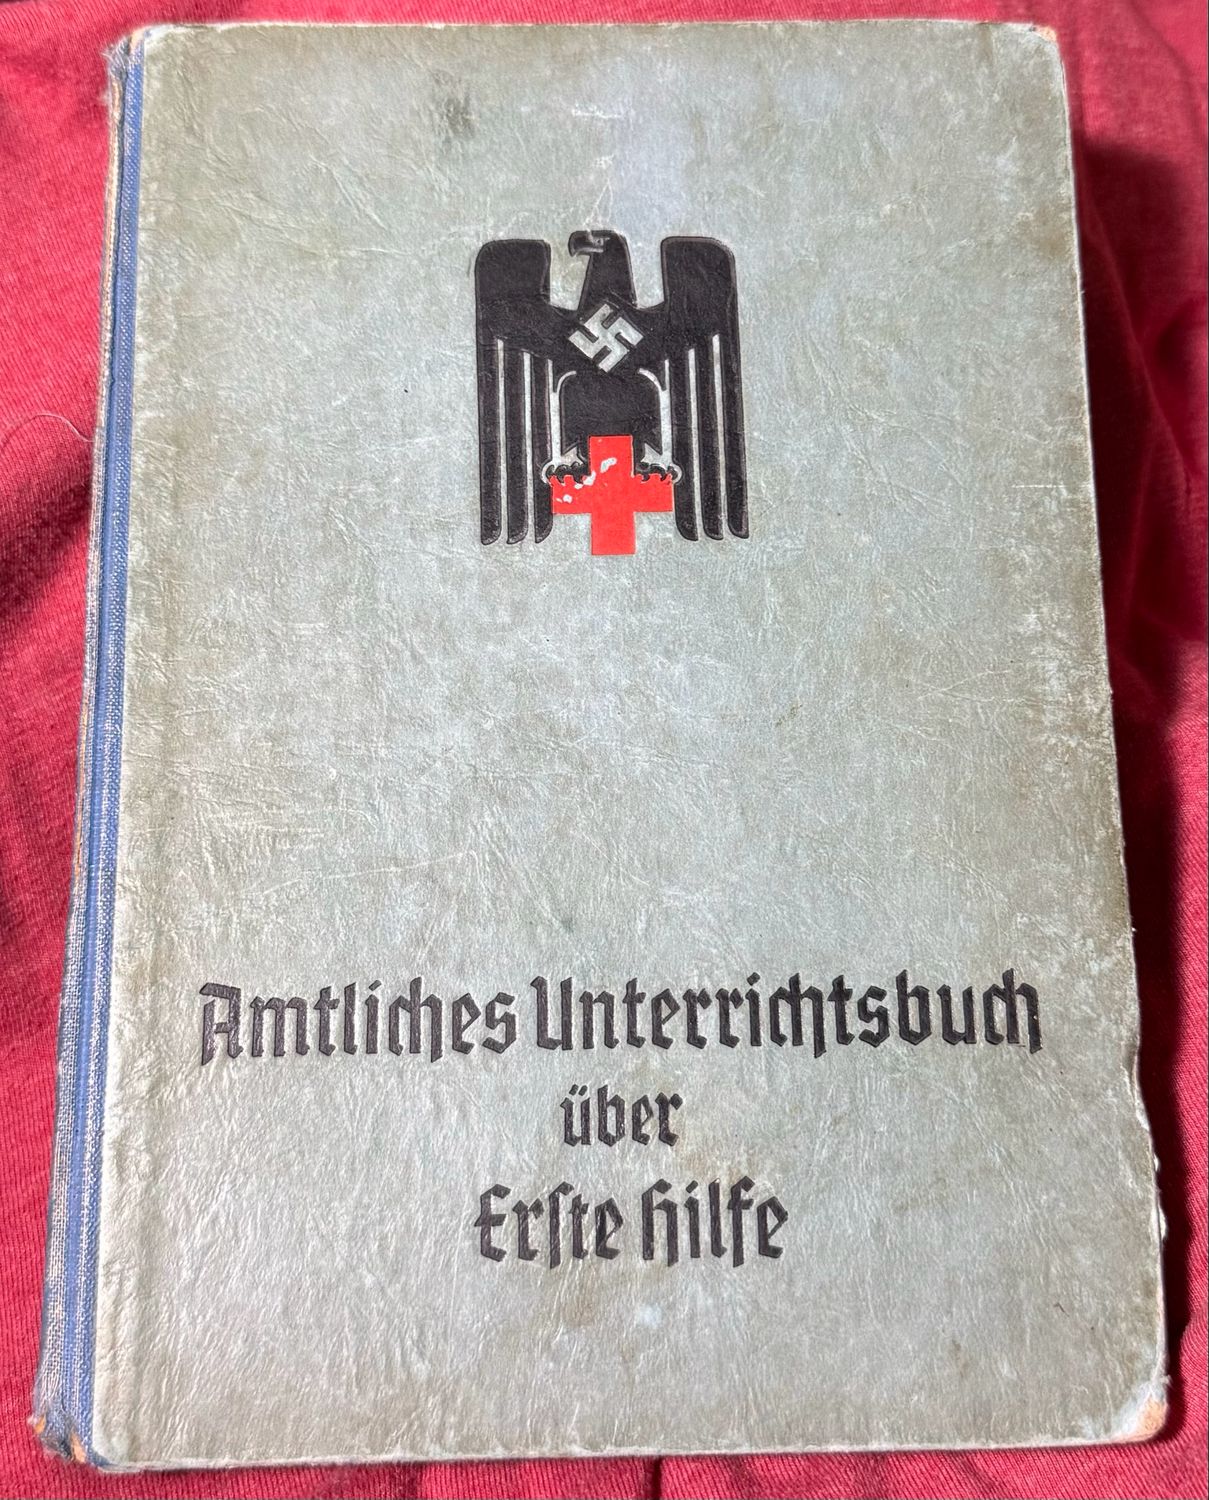 Amtliches Unterrichtsbuch
über
Erſte Hilfe